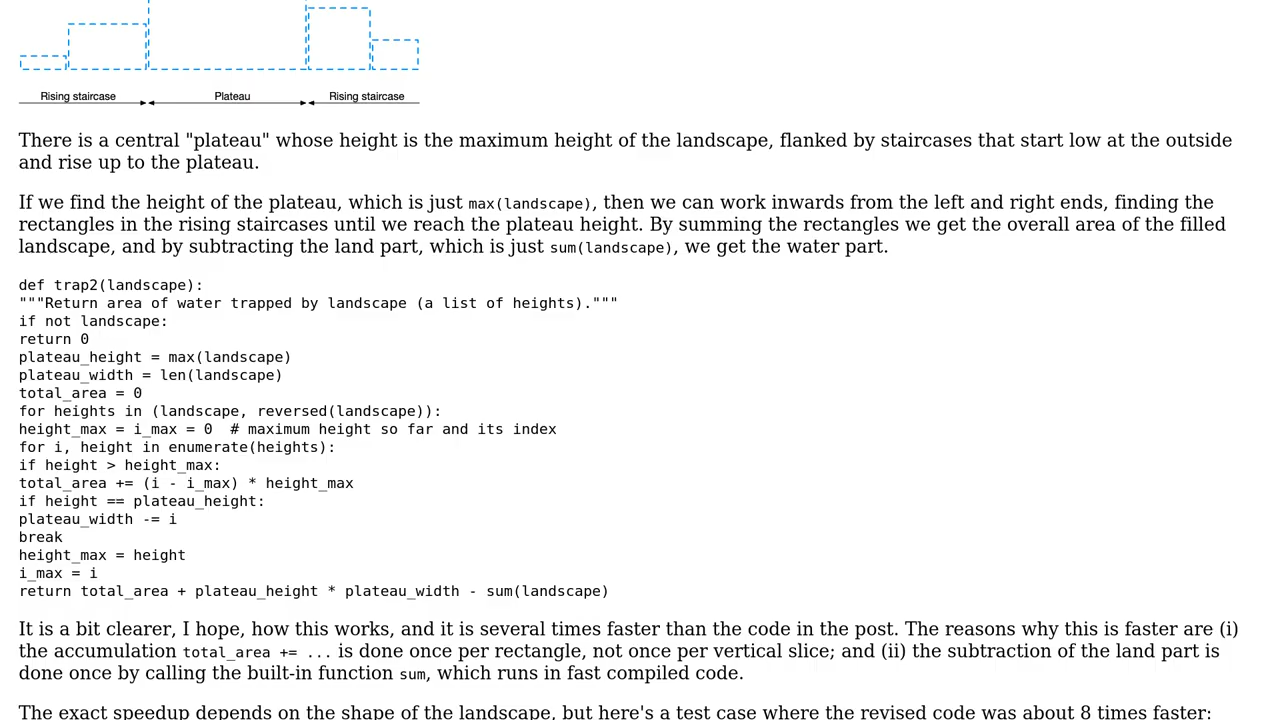 Rising staircase Plateau Rising staircase
There is a central "plateau" whose height is the maximum height of the landscape, flanked by staircases that start low at the outside
and rise up to the plateau.
If we find the height of the plateau, which is just max(landscape), then we can work inwards from the left and right ends, finding the
rectangles in the rising staircases until we reach the plateau height. By summing the rectangles we get the overall area of the filled
landscape, and by subtracting the land part, which is just sum(landscape), we get the water part.
def trap2(landscape):
"""Return area of water trapped by landscape (a list of heights)."""
if not landscape:
return 0
plateau_height = max(landscape)
plateau_width = len(landscape)
total_area = 0
for heights in (landscape, reversed(landscape)):
height_max = i_max = 0  # maximum height so far and its index
for i, height in enumerate(heights):
if height > height_max:
total_area += (i - i_max) * height_max
if height == plateau_height:
plateau_width -= i
break
height_max = height
i_max = i
return total_area + plateau_height * plateau_width - sum(landscape)
It is a bit clearer, I hope, how this works, and it is several times faster than the code in the post. The reasons why this is faster are (i)
the accumulation total_area += ... is done once per rectangle, not once per vertical slice; and (ii) the subtraction of the land part is
done once by calling the built-in function sum, which runs in fast compiled code.
The exact speedup depends on the shape of the landscape, but here's a test case where the revised code was about 8 times faster: